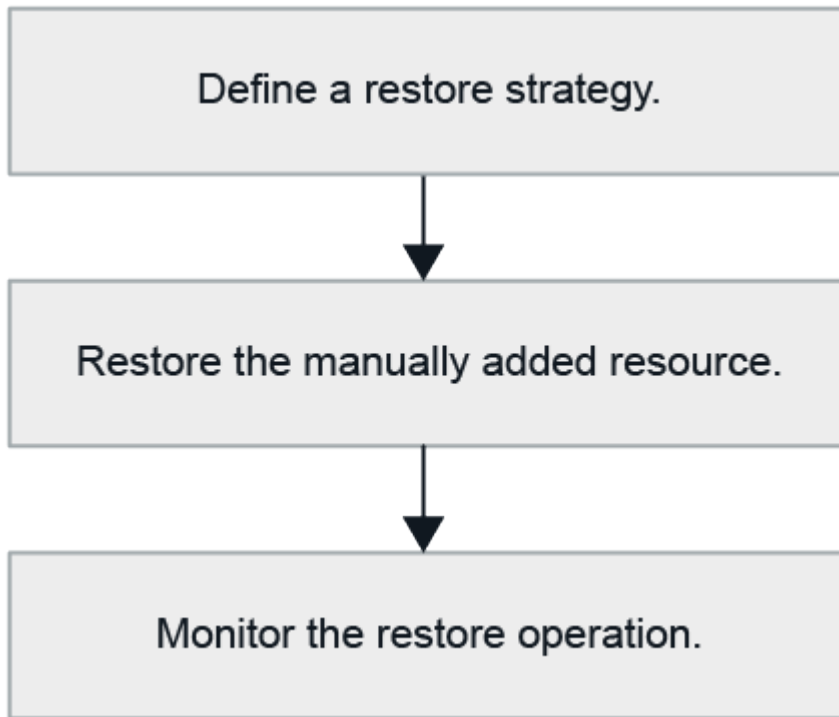 Define a restore strategy.
Restore the manually added resource.
Monitor the restore operation.